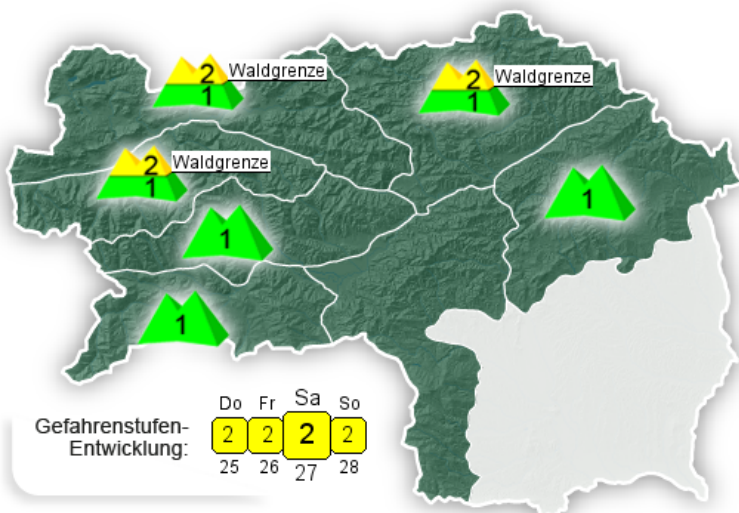 2 Waldgrenze
1
2 Waldgrenze
1
2 Waldgrenze
1
1
1
1
Gefahrenstufen-
Entwicklung:
Do Fr Sa So
2 2 2 2
25 26 27 28